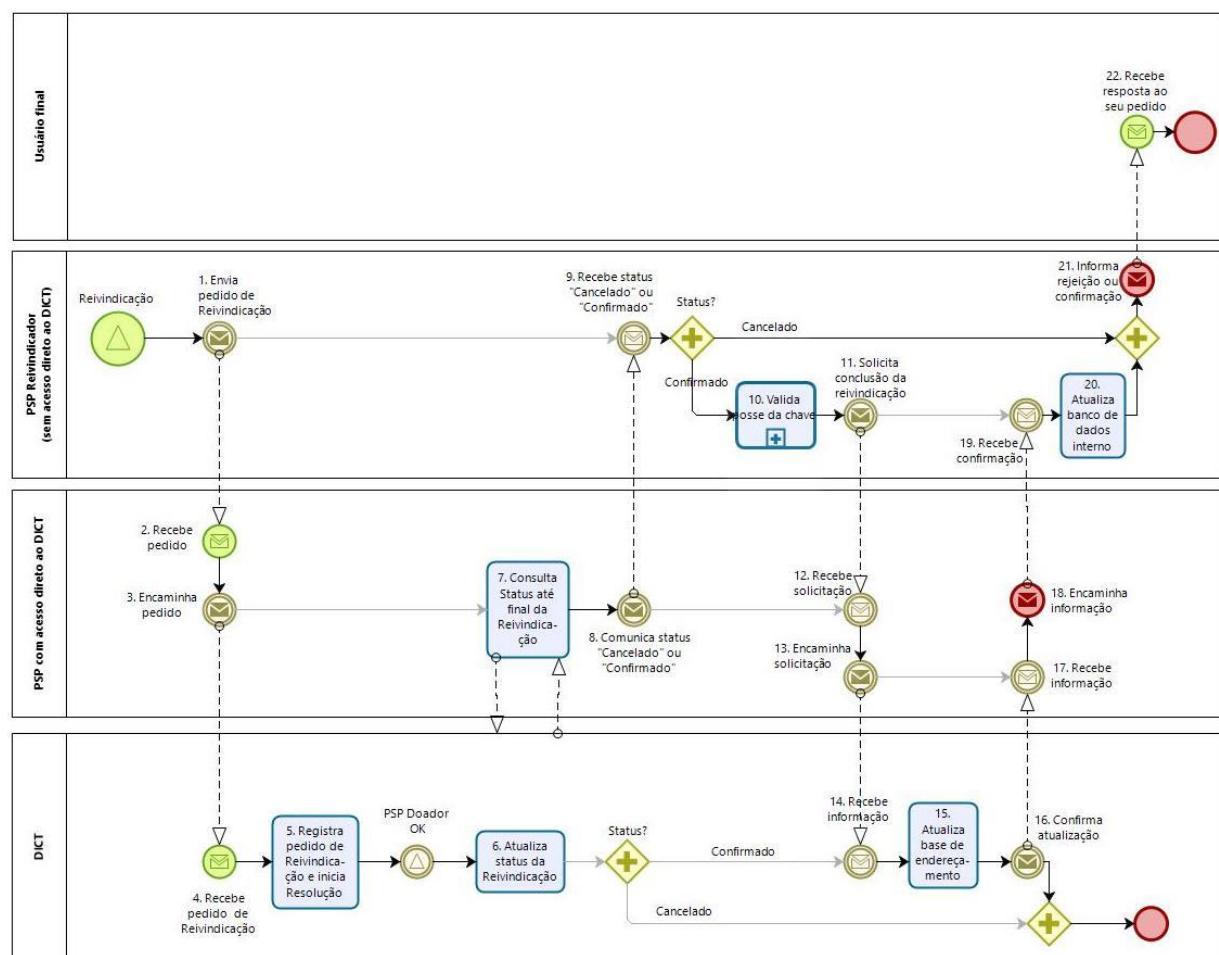 Usuário final
22. Recebe
resposta ao
seu pedido
PSP Reivindicador
(sem acesso direto ao DICT)
Reivindicação
1. Envia
pedido de
Reivindicação
9. Recebe status
"Cancelado" ou
"Confirmado"
Status?
Cancelado
Confirmado
10. Valida
posse da chave
11. Solicita
conclusão da
reivindicação
19. Recebe
confirmação
20.
Atualiza
banco de
dados
interno
21. Informa
rejeição ou
confirmação
PSP com acesso direto ao DICT
2. Recebe
pedido
3. Encaminha
pedido
7. Consulta
Status até
final da
Reivindica-
ção
8. Comunica status
"Cancelado" ou
"Confirmado"
12. Recebe
solicitação
13. Encaminha
solicitação
18. Encaminha
informação
17. Recebe
informação
DICT
4. Recebe
pedido de
Reivindicação
5. Registra
pedido de
Reivindica-
ção e inicia
Resolução
PSP Doador
OK
6. Atualiza
status da
Reivindicação
Status?
Confirmado
Cancelado
14. Recebe
informação
15.
Atualiza
base de
endereça-
mento
16. Confirma
atualização